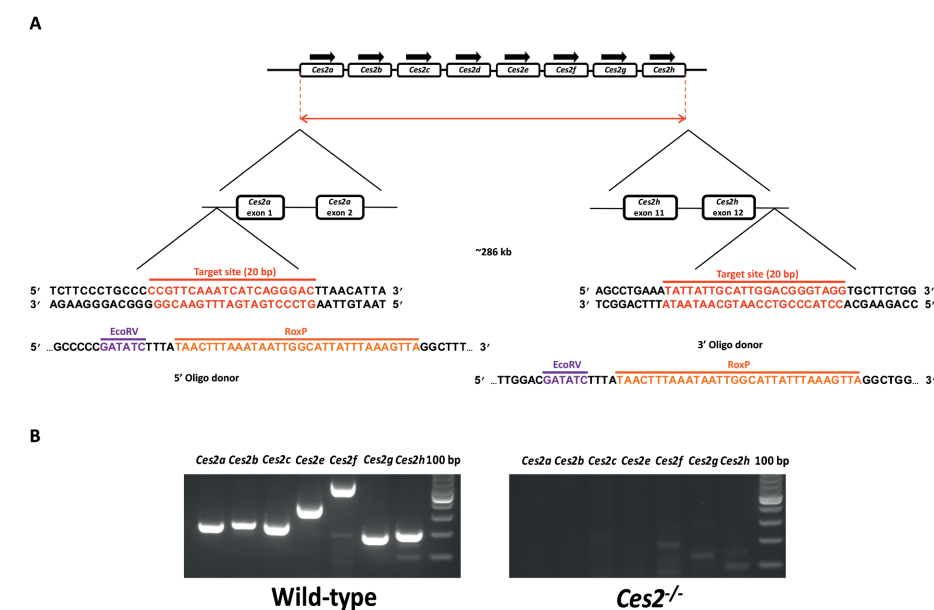 A
Ces2a Ces2b Ces2c Ces2d Ces2e Ces2f Ces2g Ces2h
Ces2a exon 1
Ces2a exon 2
Ces2h exon 11
Ces2h exon 12
~286 kb
Target site (20 bp)
5′ TCTTCCCTGCCCCCGTTCAAATCATCAGGGACTTAACATTA 3′
3′ AGAAGGGACGGGGGCAAGTTTAGTAGTCCCTGAATTGTAAT 5′
Target site (20 bp)
5′ AGCCTGAAATATTATTGCATTGGACGGGTAGGTGCTTCTGG 3′
3′ TCGGACTTTATAATAACGTAACCTGCCCATCCACGAAGACC 5′
EcoRV RoxP
5′ …GCCCCCGATATCTTTATAACTTTAAATAATTGGCATTATTTAAAGTTAGGCTTT… 3′
5′ Oligo donor
3′ Oligo donor
EcoRV RoxP
5′ …TTGGACGATATCTTTATAACTTTAAATAATTGGCATTATTTAAAGTTAGGCTGG… 3′
B
Ces2a Ces2b Ces2c Ces2e Ces2f Ces2g Ces2h 100 bp
Ces2a Ces2b Ces2c Ces2e Ces2f Ces2g Ces2h 100 bp
Wild-type
Ces2-/-